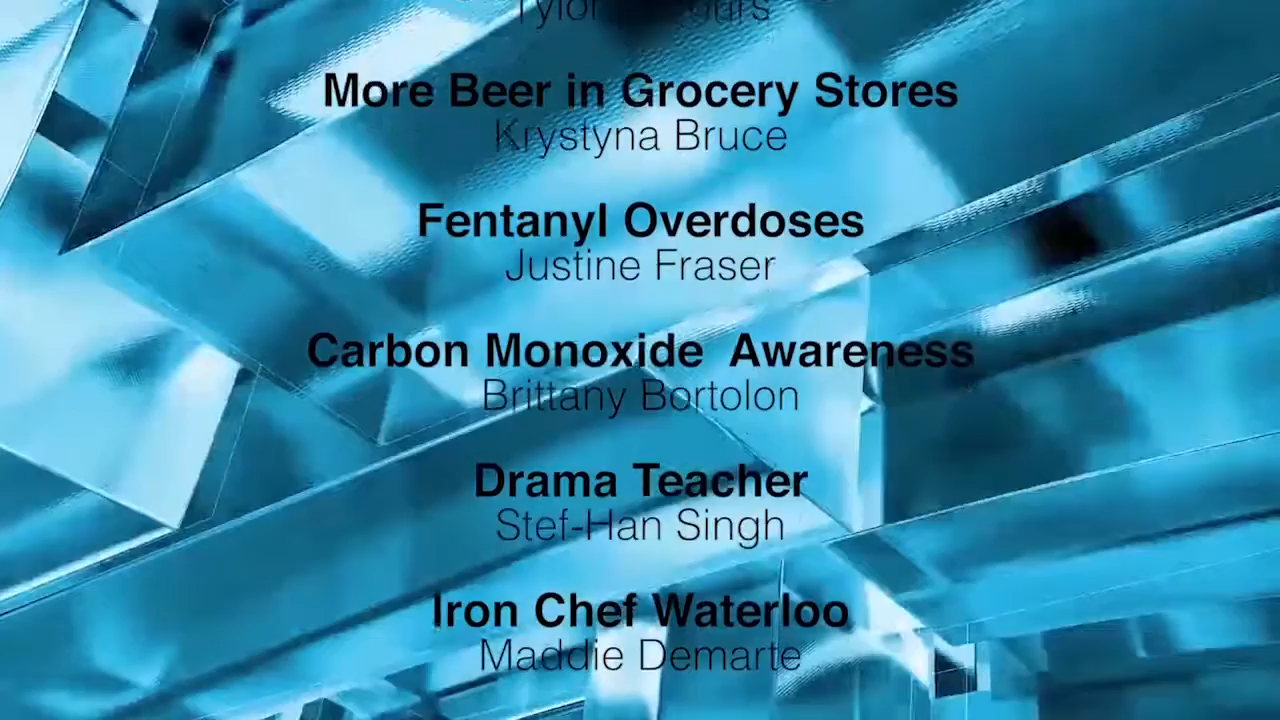 More Beer in Grocery Stores
Krystyna Bruce
Fentanyl Overdoses
Justine Fraser
Carbon Monoxide  Awareness
Brittany Bortolon
Drama Teacher
Stef-Han Singh
Iron Chef Waterloo
Maddie Demarte